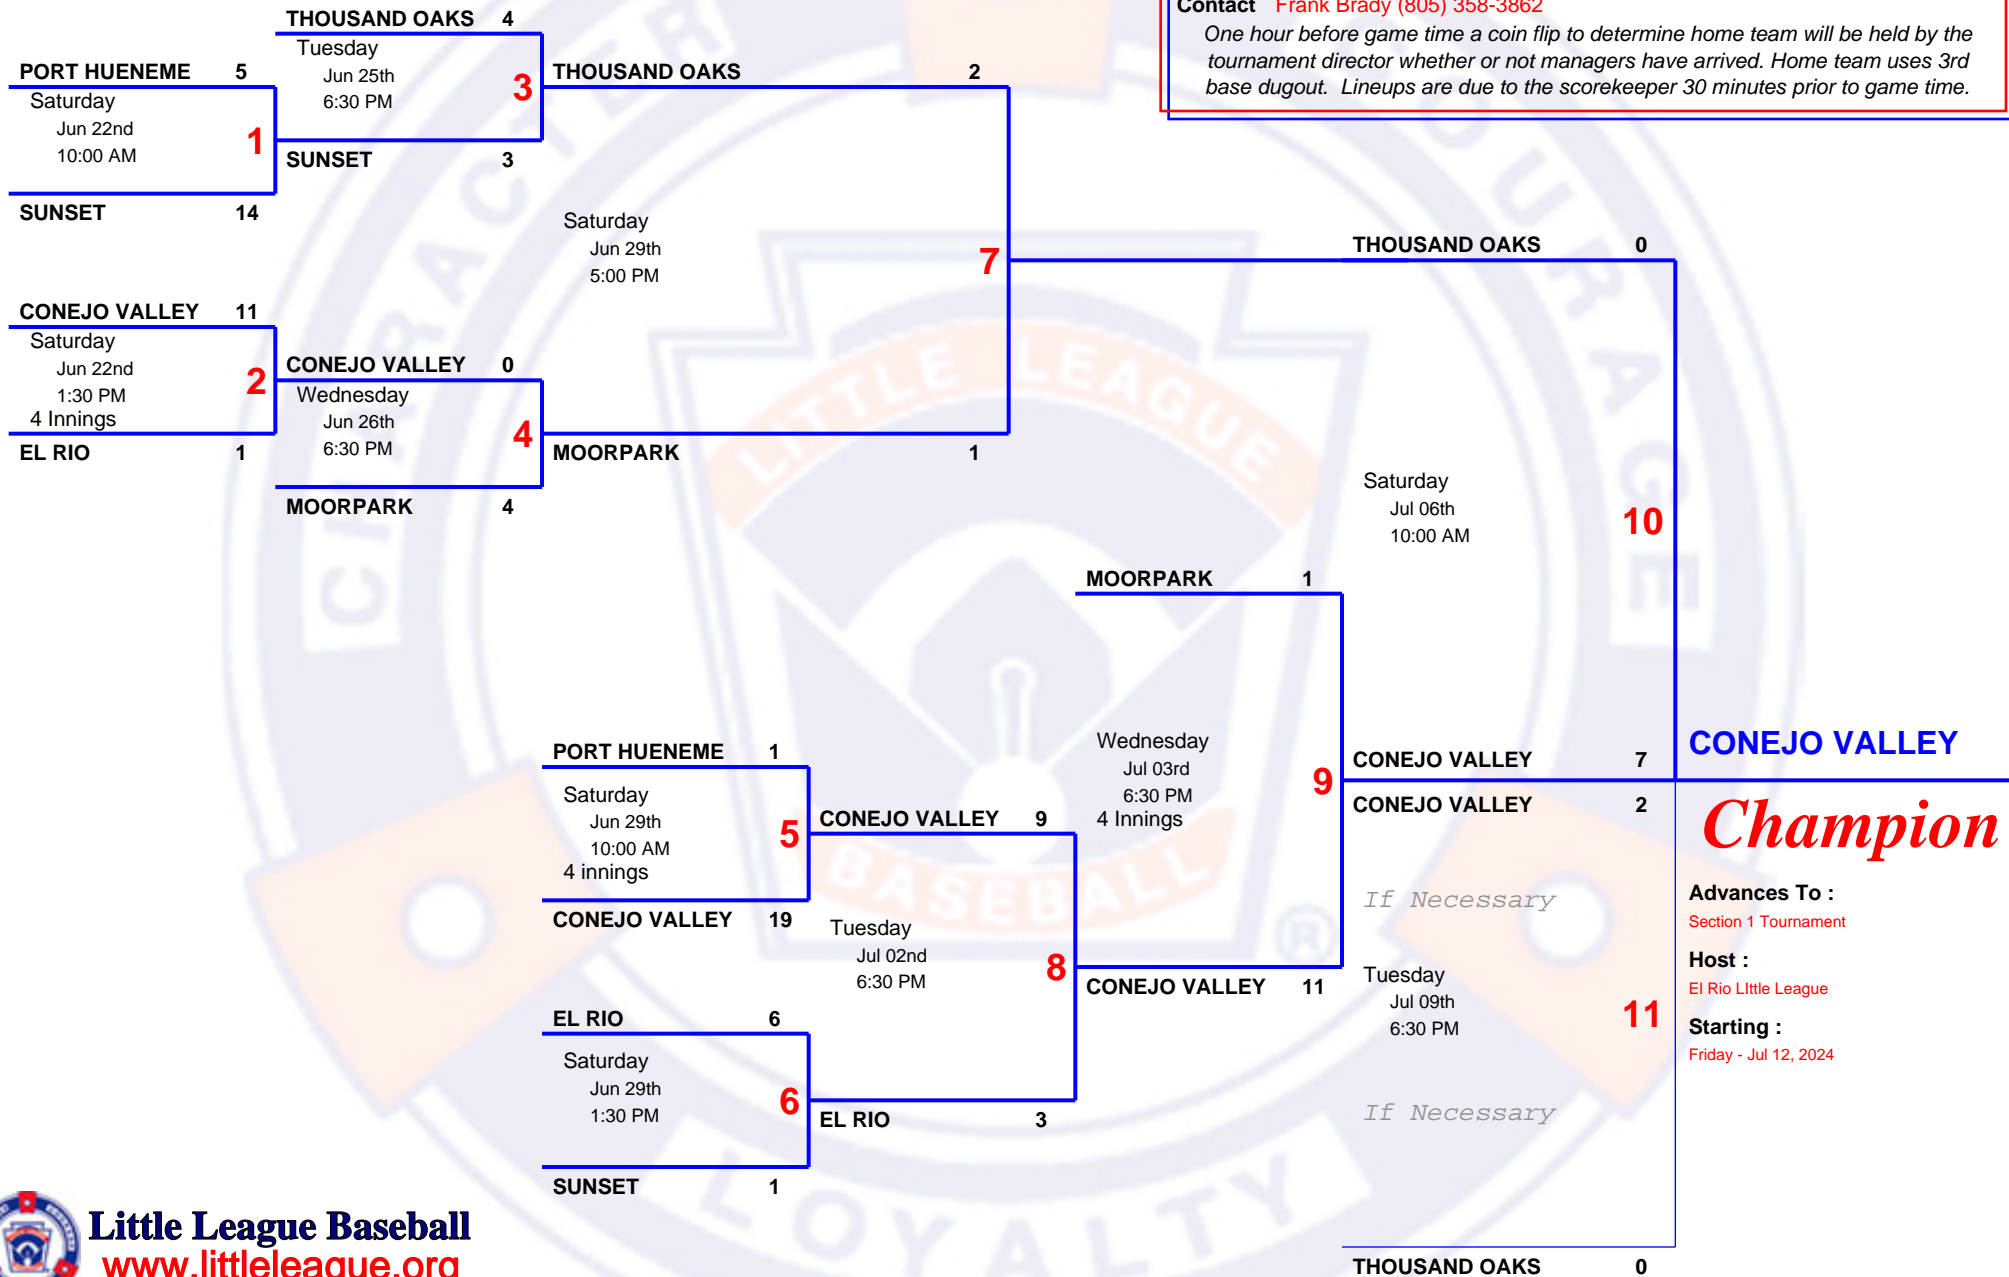 Contact Frank Brady (805) 358-3862
One hour before game time a coin flip to determine home team will be held by the
tournament director whether or not managers have arrived. Home team uses 3rd
base dugout. Lineups are due to the scorekeeper 30 minutes prior to game time.
THOUSAND OAKS 4
Tuesday
Jun 25th
6:30 PM
3
SUNSET 3
PORT HUENEME 5
Saturday
Jun 22nd
10:00 AM
1
SUNSET 14
THOUSAND OAKS 2
Saturday
Jun 29th
5:00 PM
7
MOORPARK 1
CONEJO VALLEY 11
Saturday
Jun 22nd
1:30 PM
4 Innings
2
EL RIO 1
CONEJO VALLEY 0
Wednesday
Jun 26th
6:30 PM
4
MOORPARK 4
THOUSAND OAKS 0
Saturday
Jul 06th
10:00 AM
10
MOORPARK 1
Wednesday
Jul 03rd
6:30 PM
4 Innings
9
CONEJO VALLEY 11
PORT HUENEME 1
Saturday
Jun 29th
10:00 AM
4 innings
5
CONEJO VALLEY 19
CONEJO VALLEY 9
Tuesday
Jul 02nd
6:30 PM
8
EL RIO 3
EL RIO 6
Saturday
Jun 29th
1:30 PM
6
SUNSET 1
CONEJO VALLEY 7
CONEJO VALLEY 2
If Necessary
Tuesday
Jul 09th
6:30 PM
11
If Necessary
THOUSAND OAKS 0
CONEJO VALLEY
Champion
Advances To :
Section 1 Tournament
Host :
El Rio LIttle League
Starting :
Friday - Jul 12, 2024
CHARACTER
COURAGE
LOYALTY
LITTLE LEAGUE
BASEBALL
®
Little League Baseball
www.littleleague.org